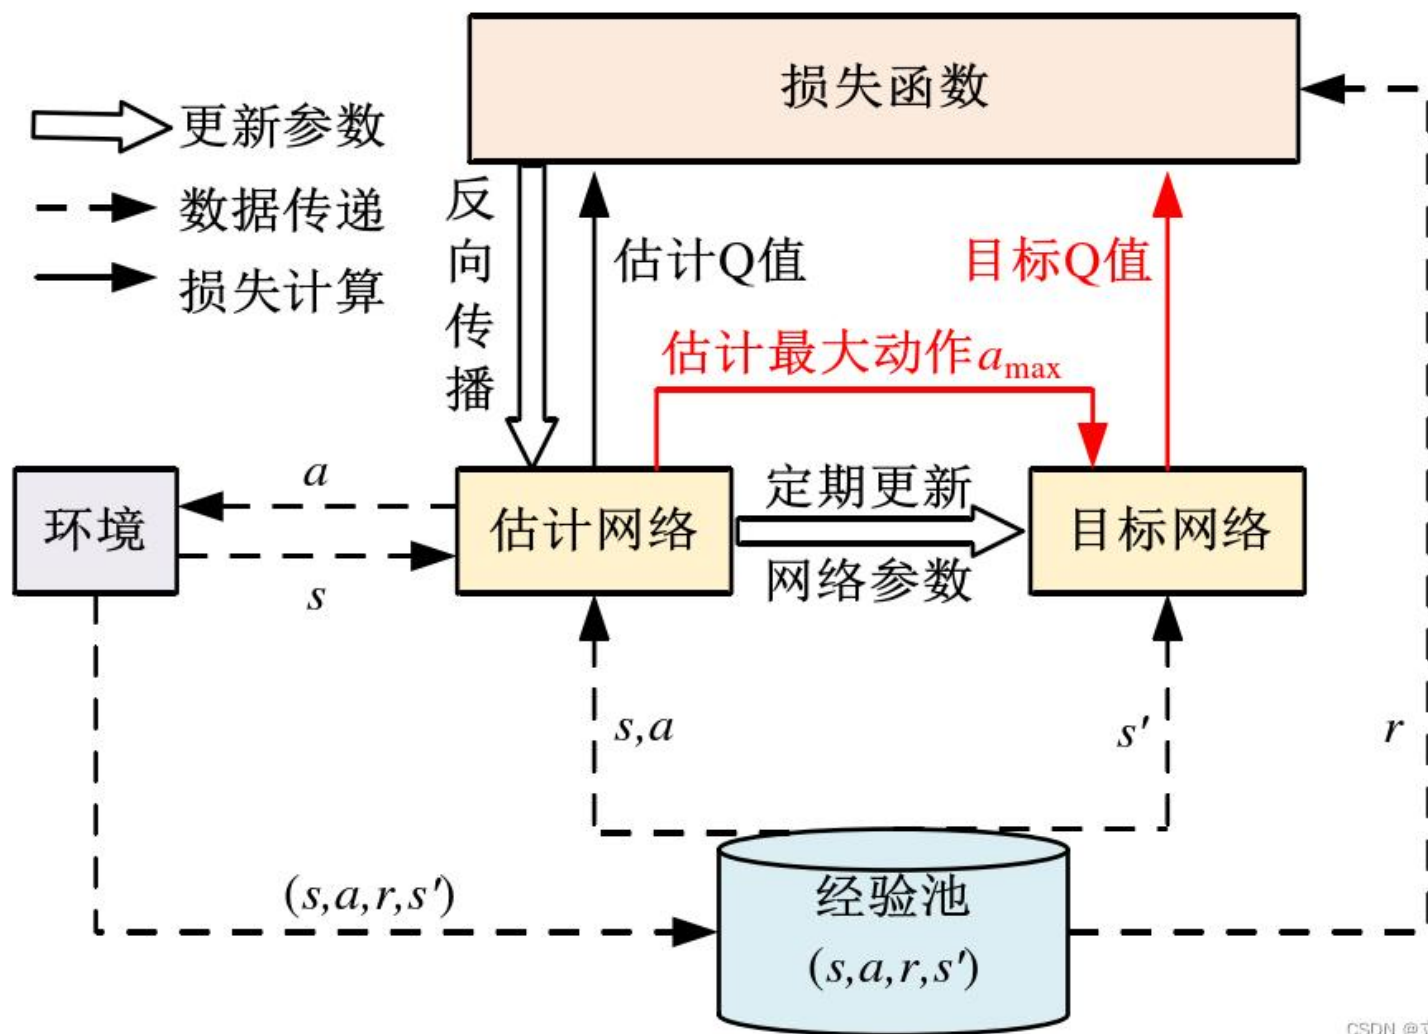 损失函数
更新参数
数据传递
损失计算
反向传播
估计Q值
目标Q值
估计最大动作a_max
a
环境
s
估计网络
定期更新
网络参数
目标网络
s,a
s'
r
(s,a,r,s')
经验池
(s,a,r,s')
CSDN